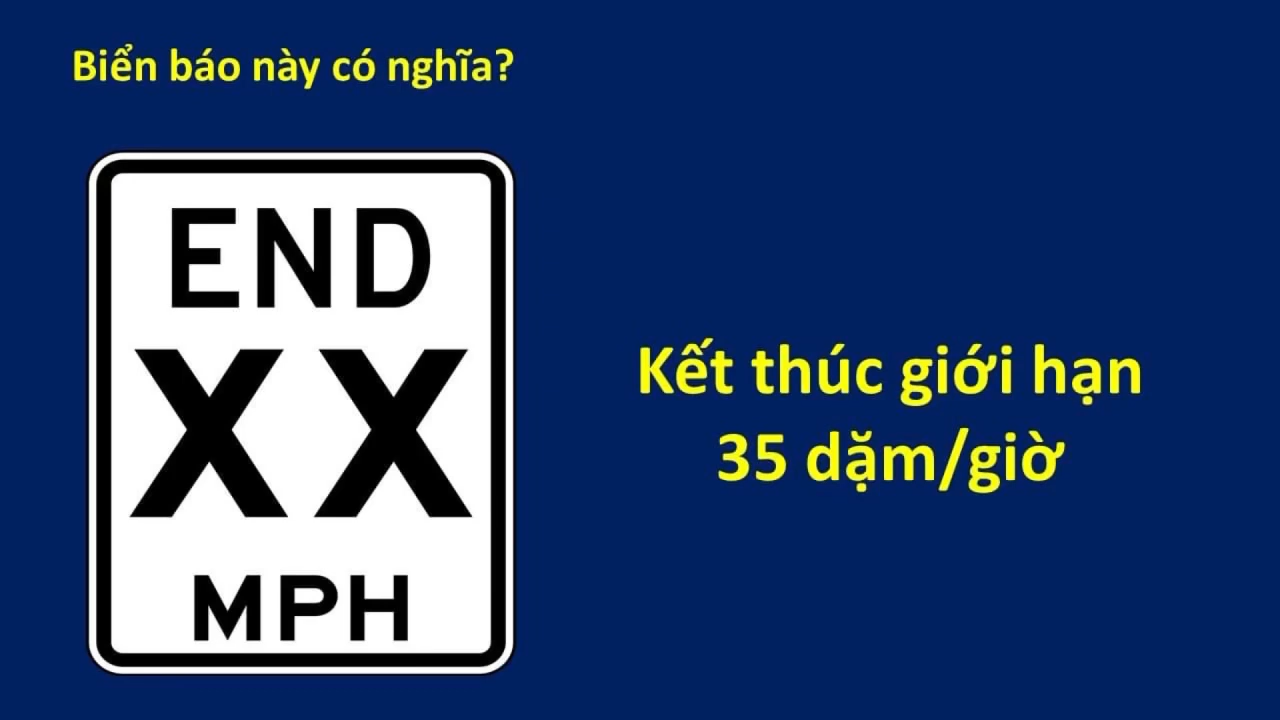 Biển báo này có nghĩa?
END
XX
MPH
Kết thúc giới hạn
35 dặm/giờ